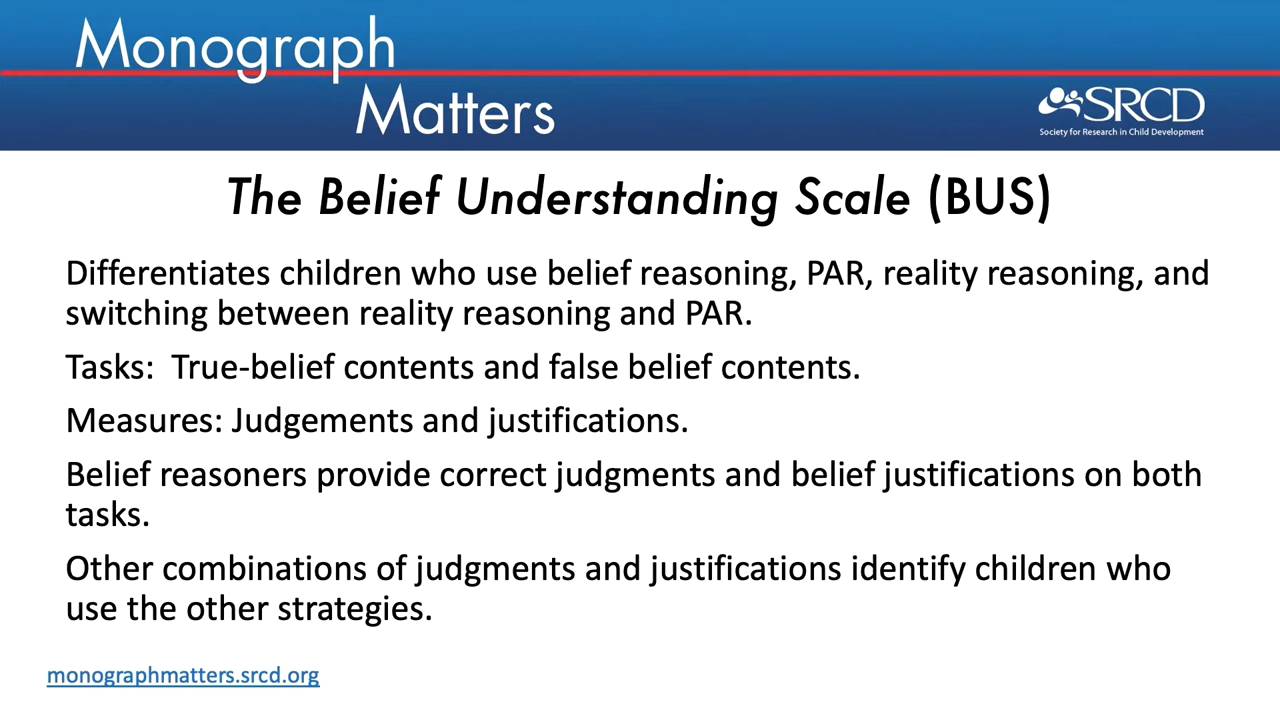 Monograph
Matters
SRCD
Society for Research in Child Development
The Belief Understanding Scale (BUS)
Differentiates children who use belief reasoning, PAR, reality reasoning, and
switching between reality reasoning and PAR.
Tasks:  True-belief contents and false belief contents.
Measures: Judgements and justifications.
Belief reasoners provide correct judgments and belief justifications on both
tasks.
Other combinations of judgments and justifications identify children who
use the other strategies.
monographmatters.srcd.org